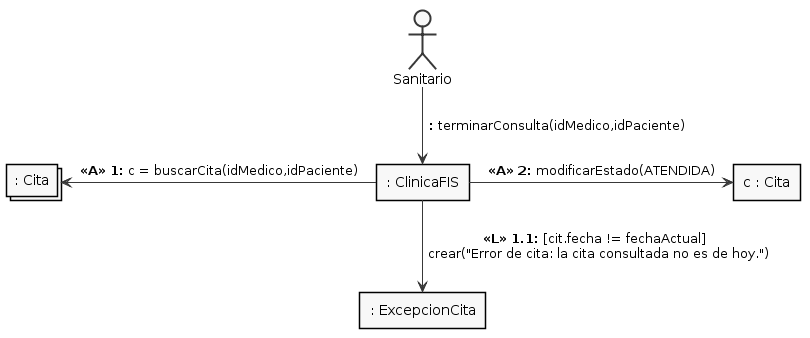 Sanitario
: terminarConsulta(idMedico,idPaciente)
: Cita
«A» 1: c = buscarCita(idMedico,idPaciente)
: ClinicaFIS
«A» 2: modificarEstado(ATENDIDA)
c : Cita
«L» 1.1: [cit.fecha != fechaActual]
crear("Error de cita: la cita consultada no es de hoy.")
: ExcepcionCita